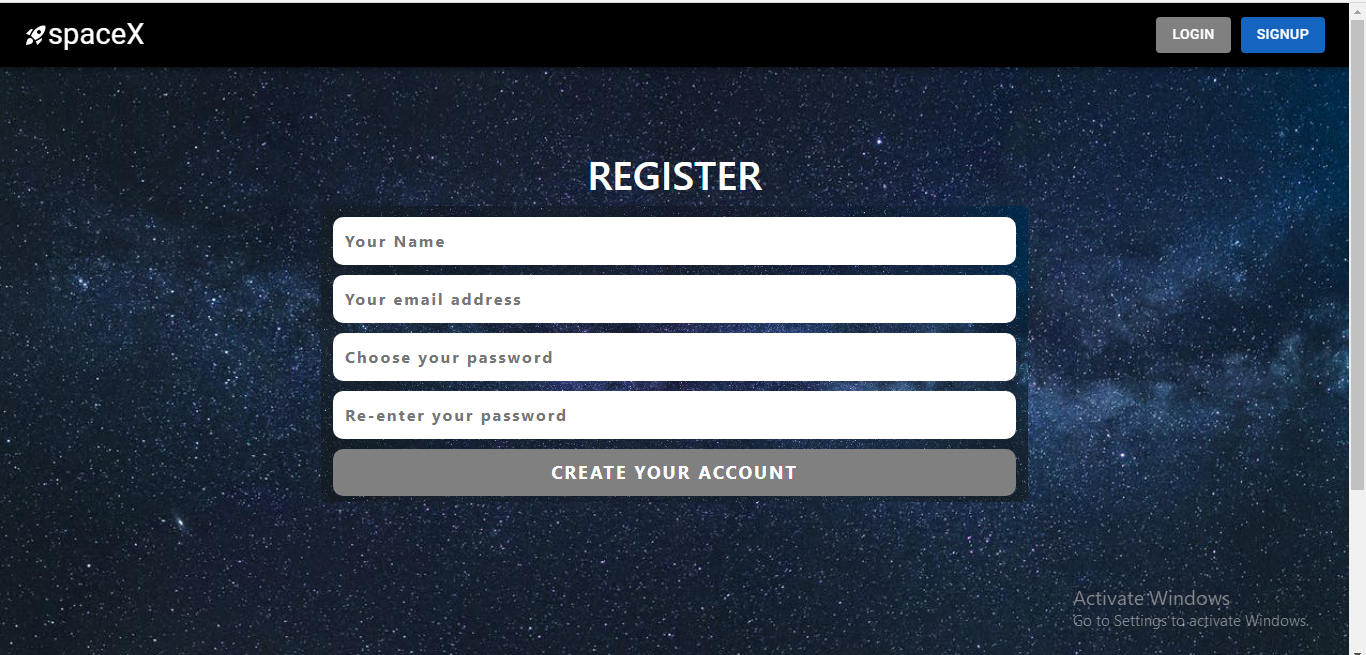 spaceX
LOGIN
SIGNUP
REGISTER
Your Name
Your email address
Choose your password
Re-enter your password
CREATE YOUR ACCOUNT
Activate Windows
Go to Settings to activate Windows.